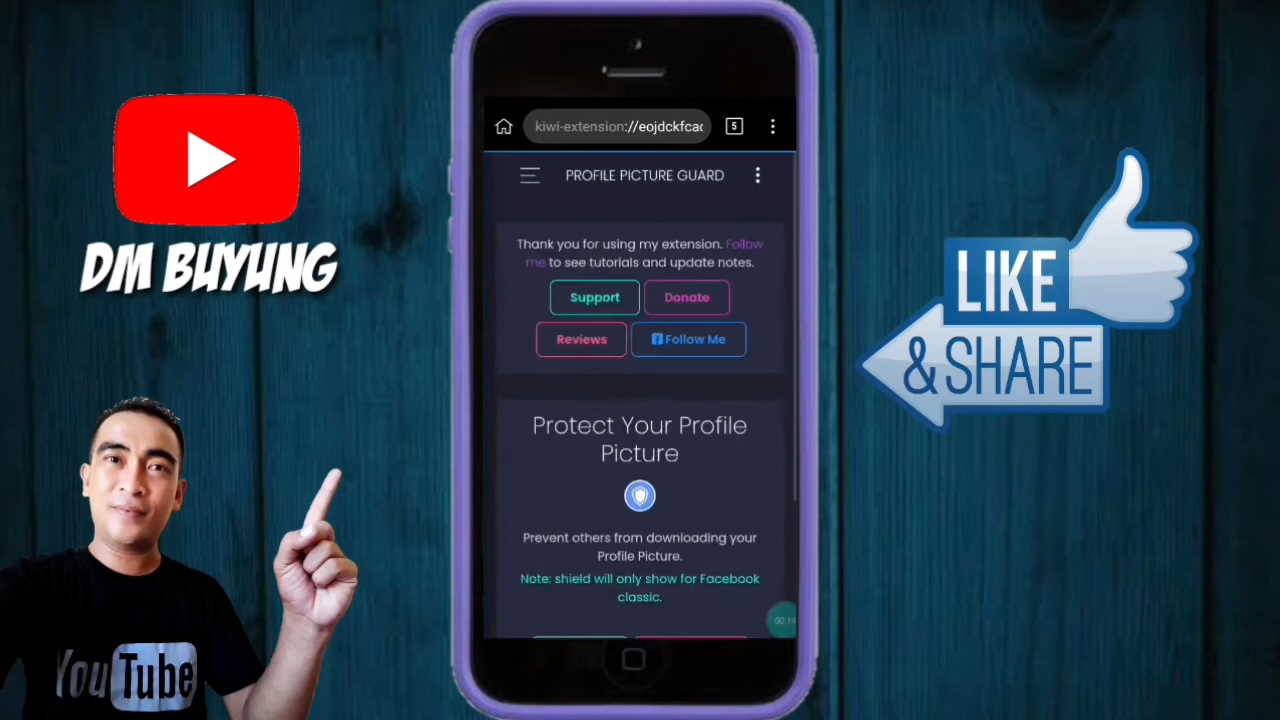 DM BUYUNG
YouTube
kiwi-extension://eojdckfcac
5
PROFILE PICTURE GUARD
Thank you for using my extension. Follow
me to see tutorials and update notes.
Support
Donate
Reviews
Follow Me
Protect Your Profile
Picture
Prevent others from downloading your
Profile Picture.
Note: shield will only show for Facebook
classic.
00:14
LIKE
& SHARE